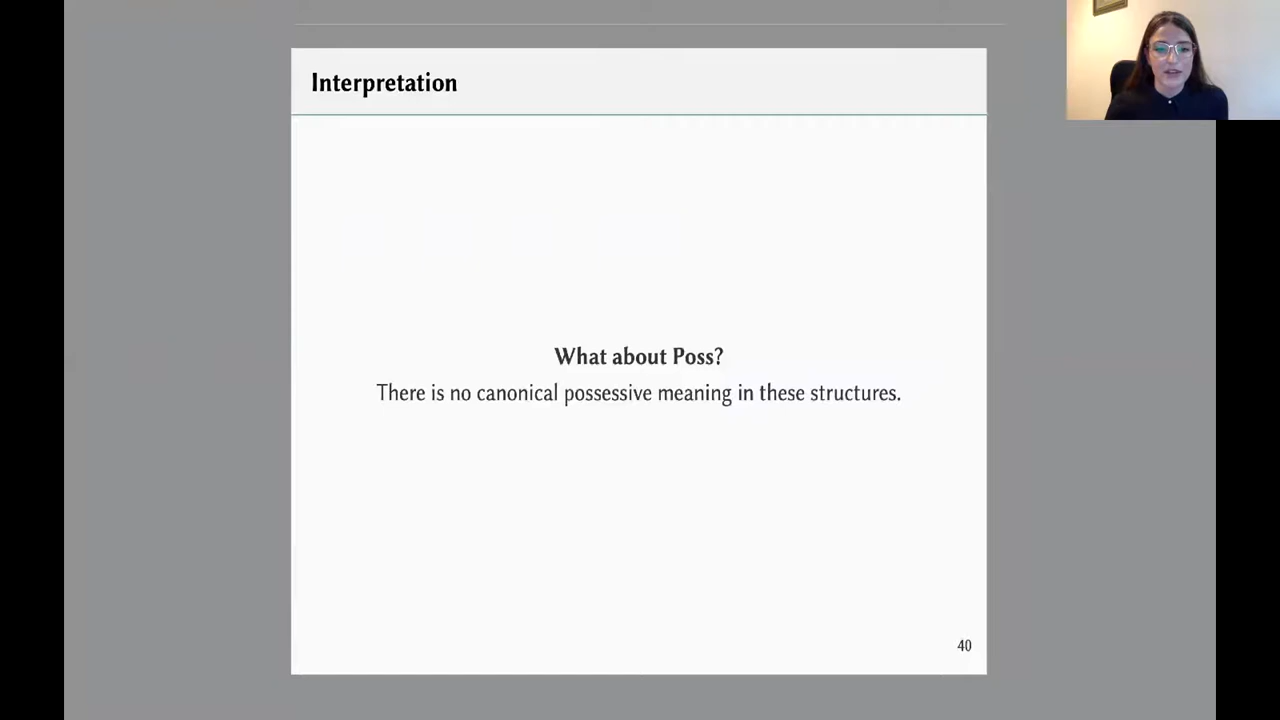 Interpretation
What about Poss?
There is no canonical possessive meaning in these structures.
40